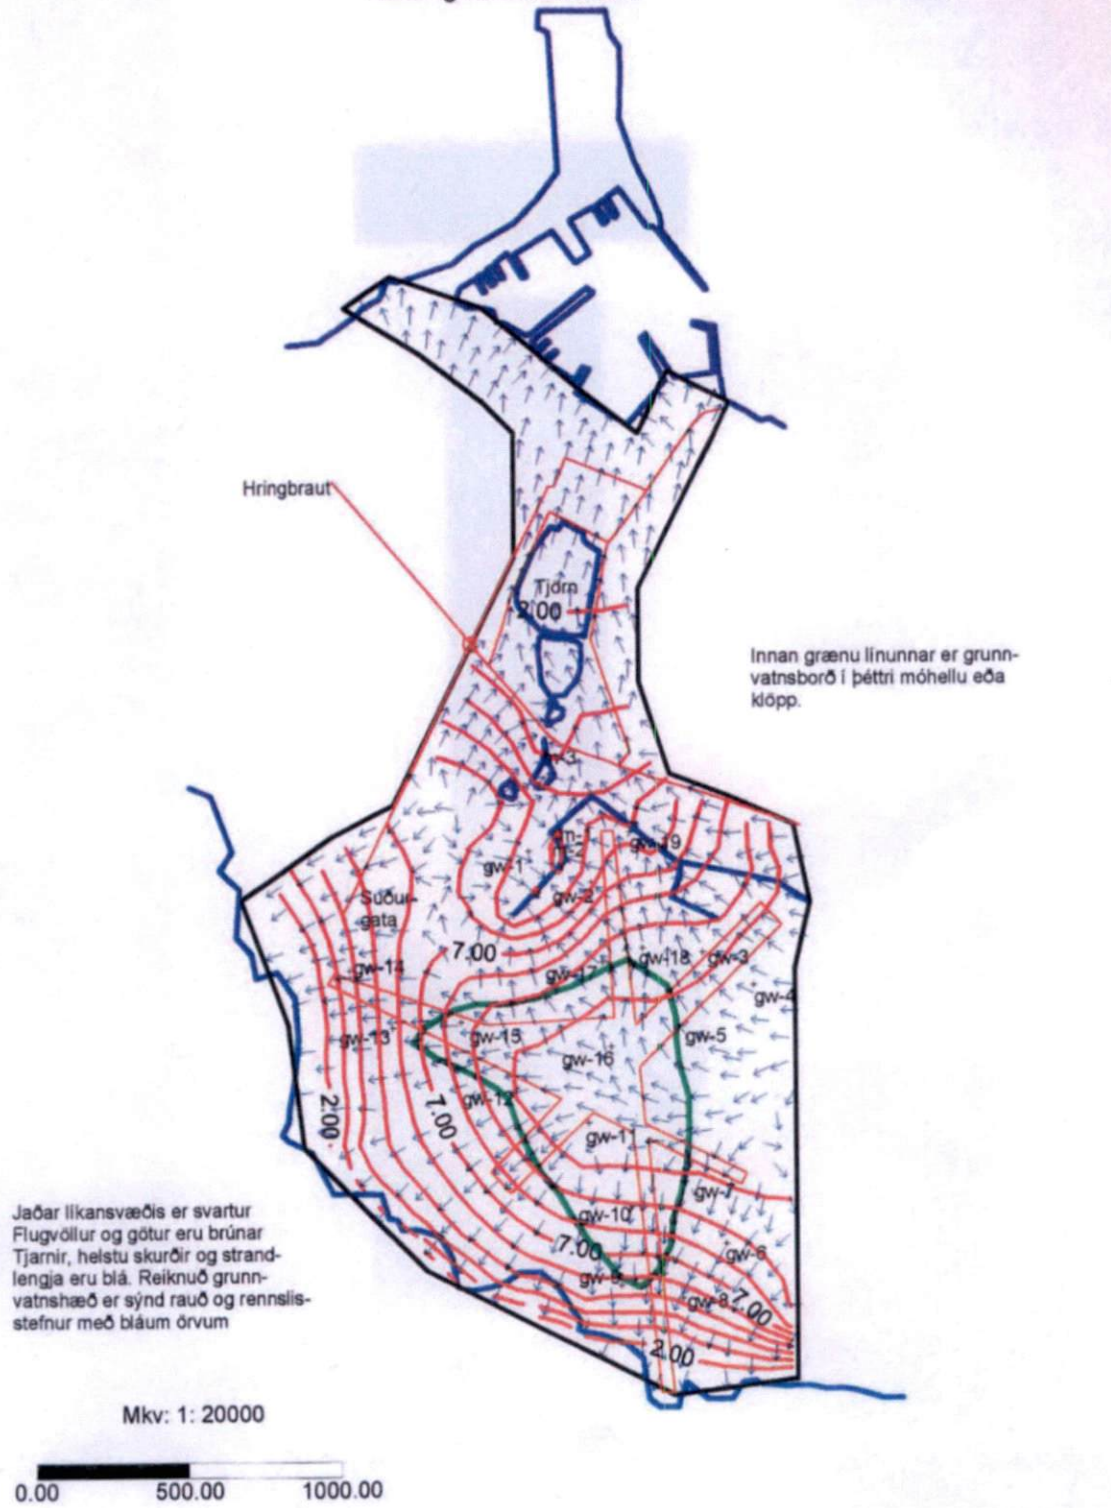 Hringbraut
Tjörn
2.00
Innan grænu línunnar er grunn-
vatnsborð í þéttri móhellu eða
klöpp.
gw-19
gw-1
gw-2
Suður-
gata
7.00
gw-14
gw-17
gw-18
gw-3
gw-4
gw-13
gw-15
gw-5
gw-16
gw-12
2.00
7.00
gw-11
gw-7
gw-10
7.00
gw-6
gw-8
7.00
2.00
Jaðar líkansvæðis er svartur
Flugvöllur og götur eru brúnar
Tjarnir, helstu skurðir og strand-
lengja eru blá. Reiknuð grunn-
vatnshæð er sýnd rauð og rennslis-
stefnur með bláum örvum
Mkv: 1: 20000
0.00 500.00 1000.00